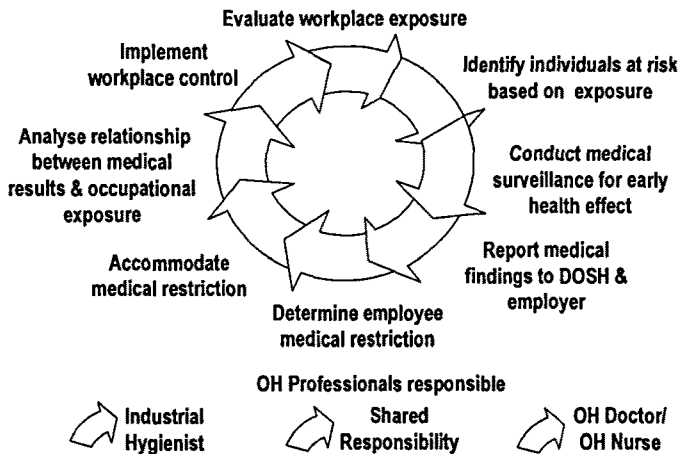 Evaluate workplace exposure
Identify individuals at risk
based on exposure
Conduct medical
surveillance for early
health effect
Report medical
findings to DOSH &
employer
Determine employee
medical restriction
Accommodate
medical restriction
Analyse relationship
between medical
results & occupational
exposure
Implement
workplace control
OH Professionals responsible
Industrial
Hygienist
Shared
Responsibility
OH Doctor/
OH Nurse